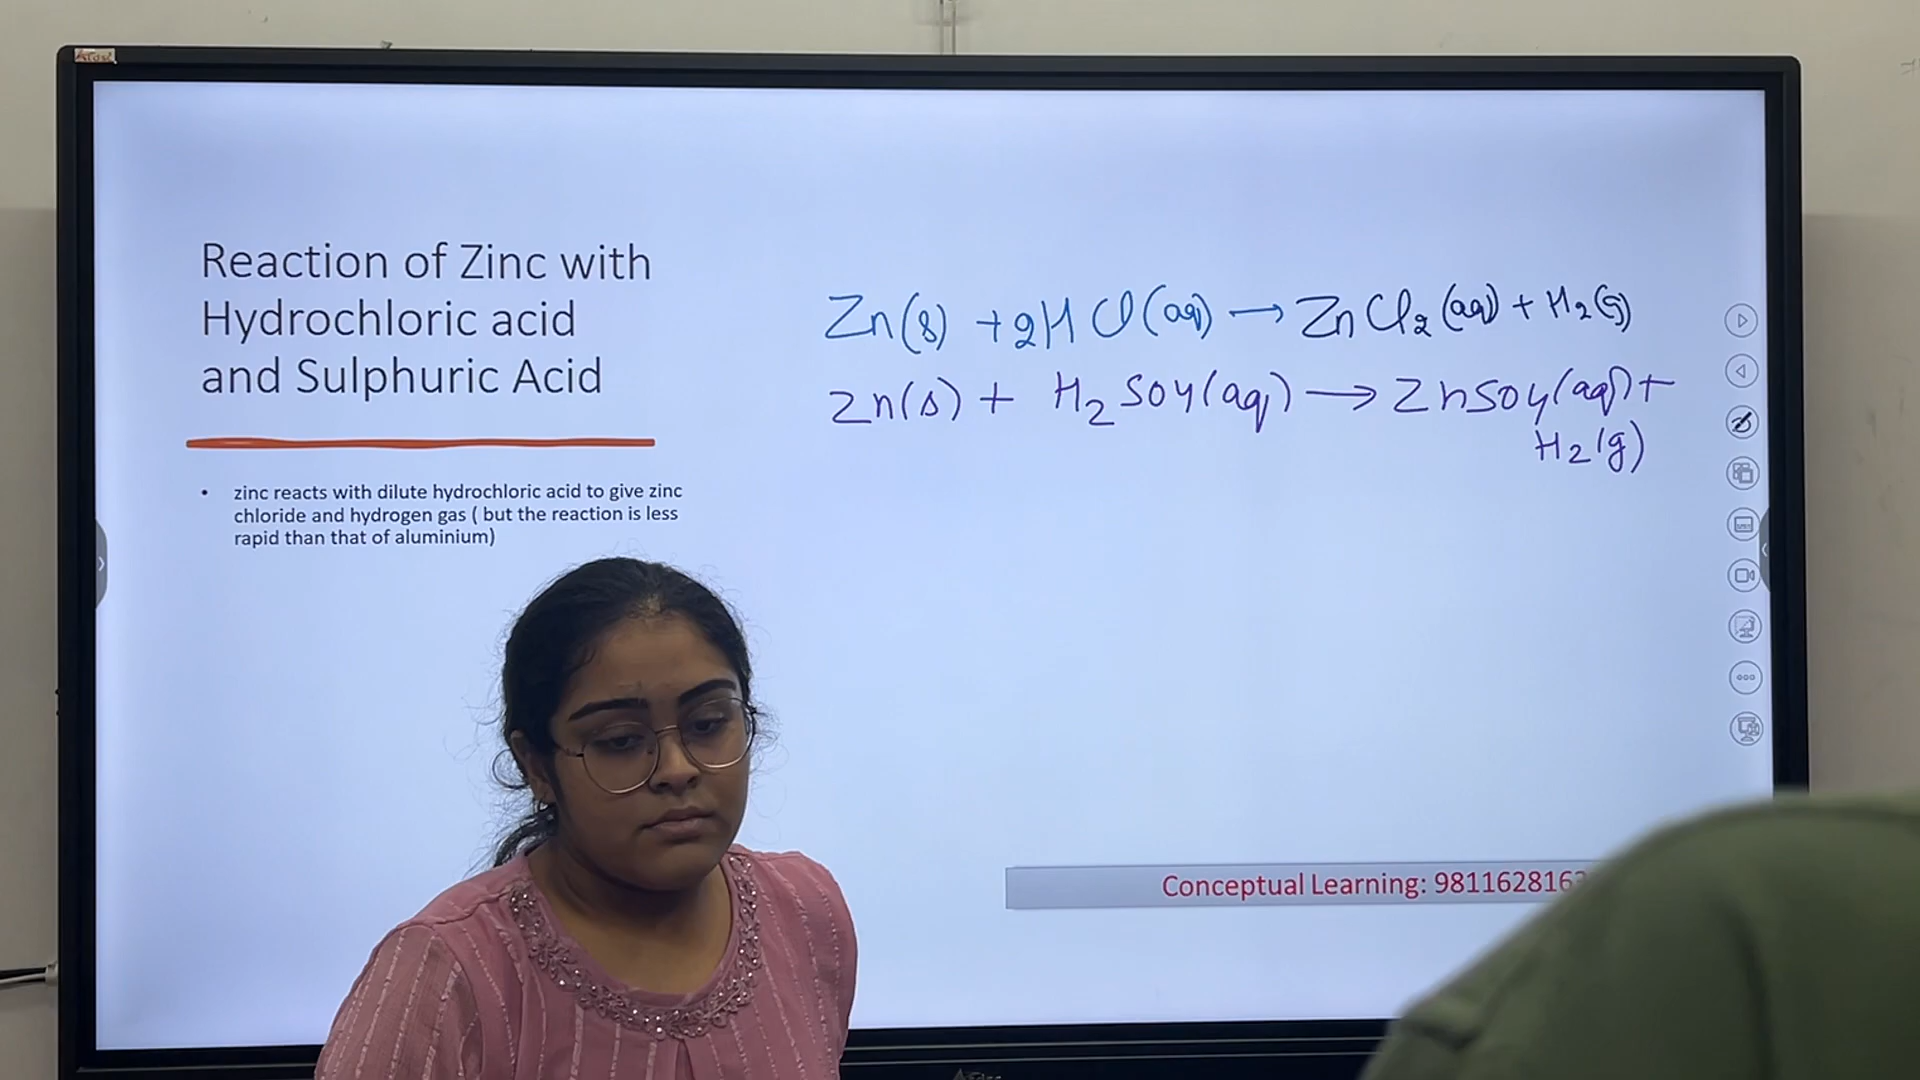 Reaction of Zinc with
Hydrochloric acid
and Sulphuric Acid
• zinc reacts with dilute hydrochloric acid to give zinc
chloride and hydrogen gas ( but the reaction is less
rapid than that of aluminium)
Zn(s) + 2HCl(aq) → ZnCl₂(aq) + H₂(g)
Zn(s) + H₂SO4(aq) → ZnSO4(aq) +
H₂(g)
Conceptual Learning: